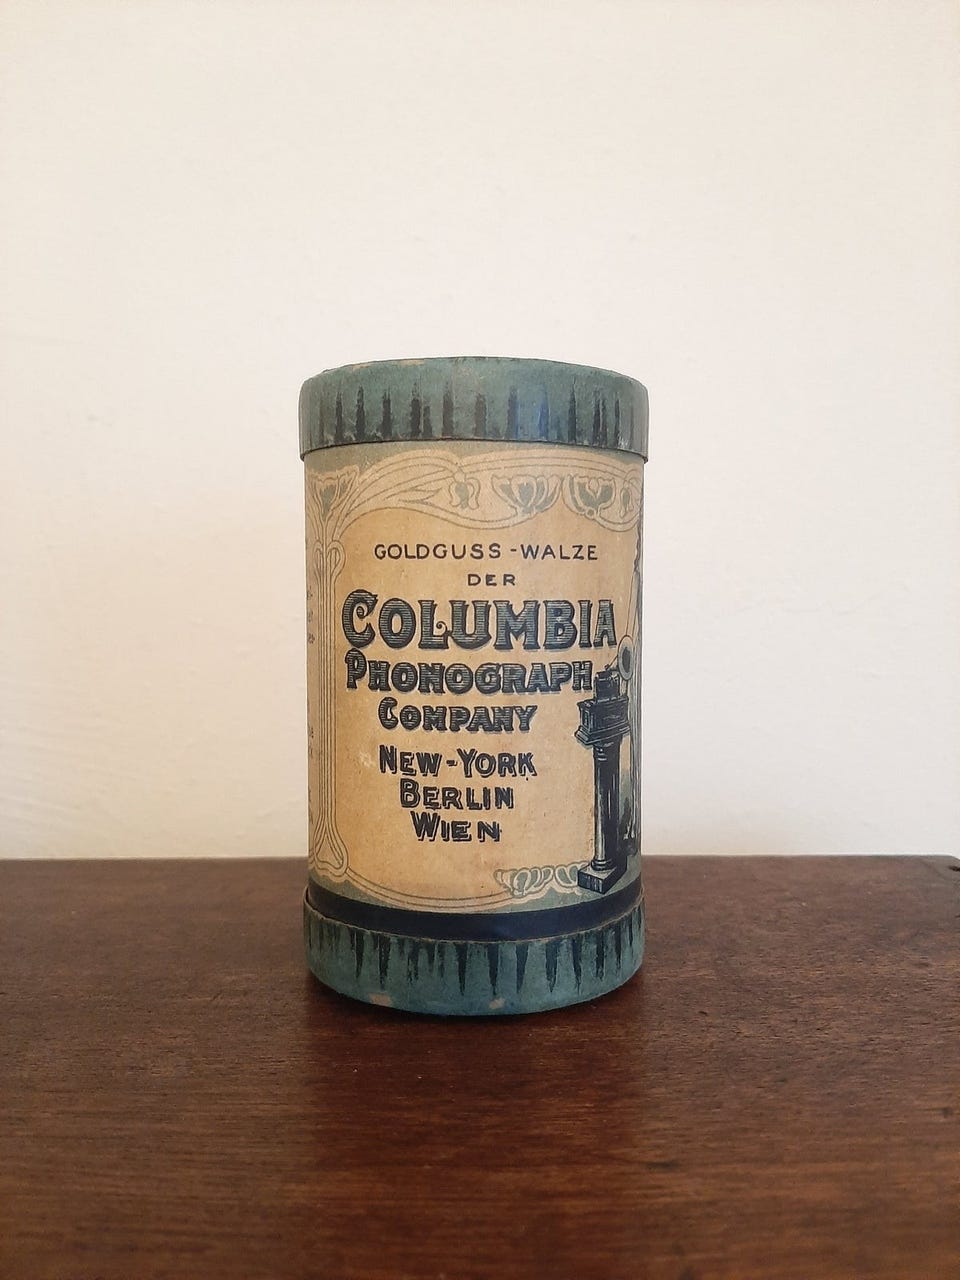 GOLDGUSS-WALZE
DER
COLUMBIA
PHONOGRAPH
COMPANY
NEW-YORK
BERLIN
WIEN